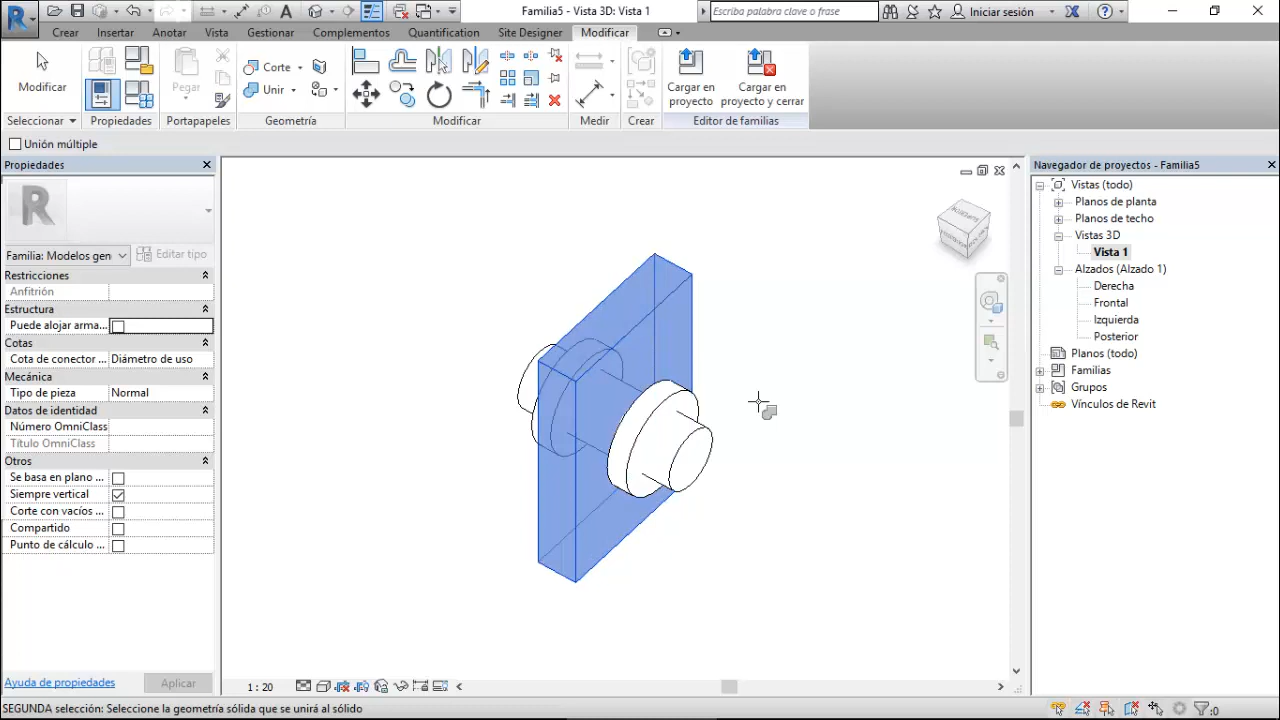 Familia5 - Vista 3D: Vista 1
Escriba palabra clave o frase
Iniciar sesión
Crear Insertar Anotar Vista Gestionar Complementos Quantification Site Designer Modificar
Modificar
Pegar
Corte
Unir
Cargar en
proyecto
Cargar en
proyecto y cerrar
Seleccionar Propiedades Portapapeles Geometría Modificar Medir Crear Editor de familias
Unión múltiple
Propiedades
Familia: Modelos gen
Editar tipo
Restricciones
Anfitrión
Estructura
Puede alojar arma...
Cotas
Cota de conector ... Diámetro de uso
Mecánica
Tipo de pieza Normal
Datos de identidad
Número OmniClass
Título OmniClass
Otros
Se basa en plano ...
Siempre vertical
Corte con vacíos ...
Compartido
Punto de cálculo ...
Ayuda de propiedades
Aplicar
1 : 20
Navegador de proyectos - Familia5
Vistas (todo)
Planos de planta
Planos de techo
Vistas 3D
Vista 1
Alzados (Alzado 1)
Derecha
Frontal
Izquierda
Posterior
Planos (todo)
Familias
Grupos
Vínculos de Revit
SEGUNDA selección: Seleccione la geometría sólida que se unirá al sólido
:0